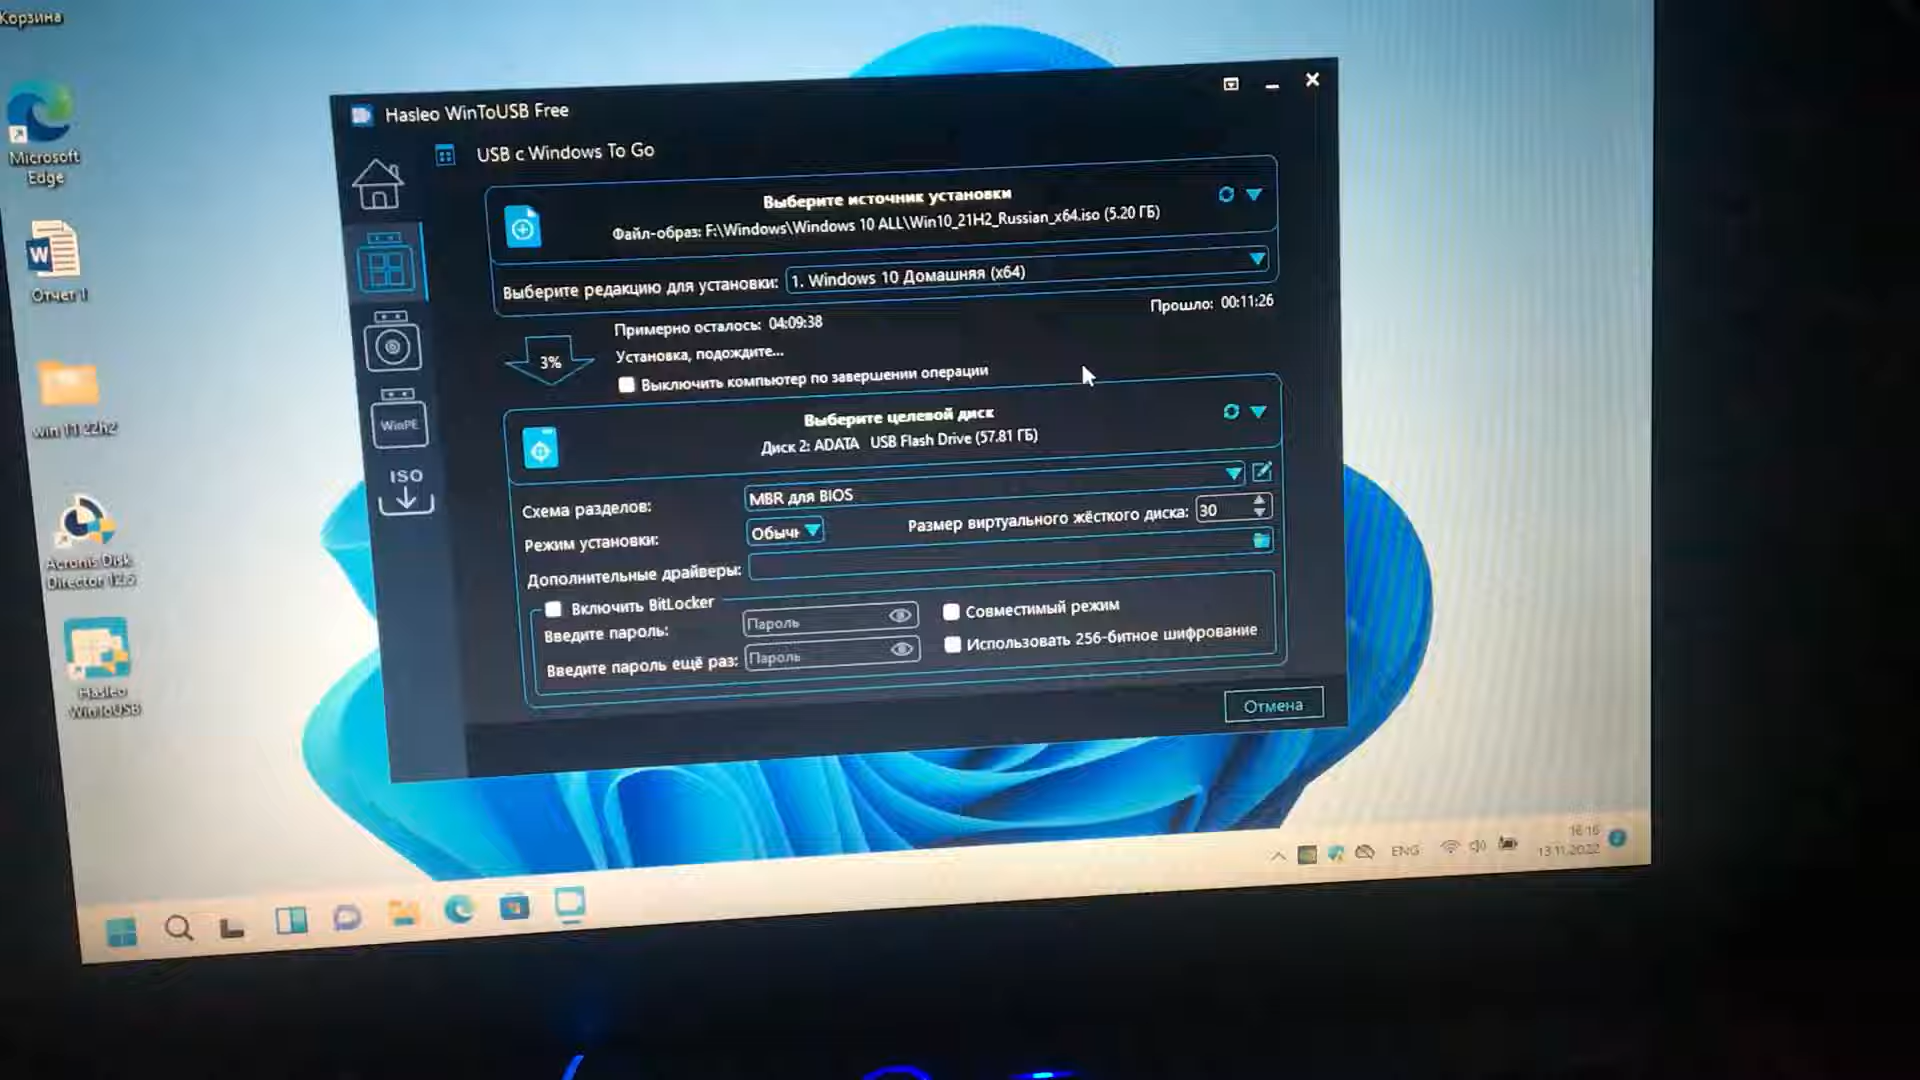 Корзина
Microsoft
Edge
Отчет 1
win 11 22h2
Acronis Disk
Director 12.5
Hasleo
WinToUSB
Hasleo WinToUSB Free
USB с Windows To Go
Выберите источник установки
Файл-образ: F:\Windows\Windows 10 ALL\Win10_21H2_Russian_x64.iso (5.20 ГБ)
Выберите редакцию для установки: 1. Windows 10 Домашняя (x64)
Примерно осталось: 04:09:38 Прошло: 00:11:26
3%
Установка, подождите...
Выключить компьютер по завершении операции
WinPE
ISO
Выберите целевой диск
Диск 2: ADATA USB Flash Drive (57.81 ГБ)
Схема разделов: MBR для BIOS
Режим установки: Обычн Размер виртуального жёсткого диска: 30
Дополнительные драйверы:
Включить BitLocker
Введите пароль: Пароль Совместимый режим
Введите пароль ещё раз: Пароль Использовать 256-битное шифрование
Отмена
ENG
16:16
13.11.2022